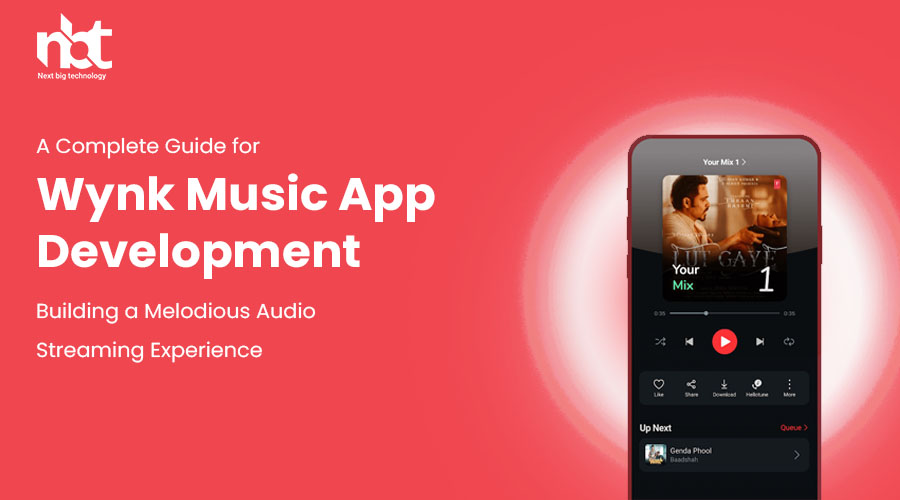 nbt
Next big technology
A Complete Guide for
Wynk Music App
Development
Building a Melodious Audio
Streaming Experience
Your Mix 1
LUT GAYE
Your
Mix
1
0:35
0:35
Like
Share
Download
Hellotune
More
Up Next
Queue
Genda Phool
Baadshah